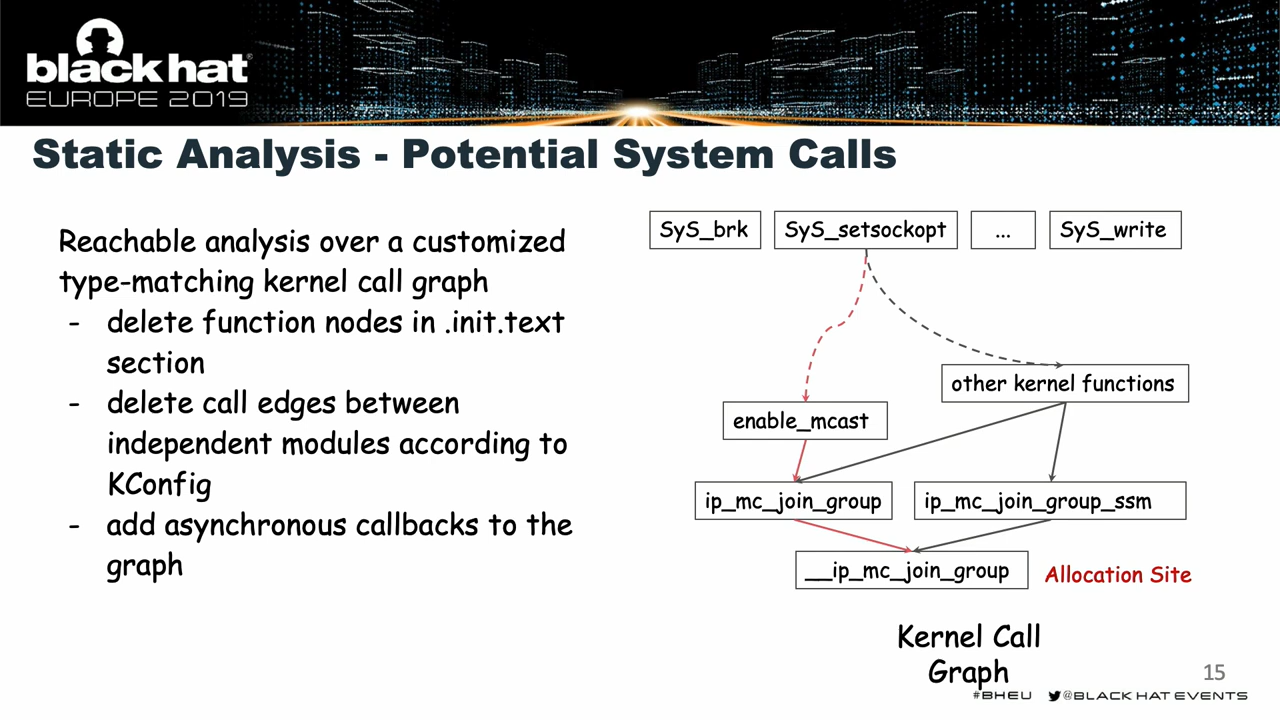 black hat
EUROPE 2019
Static Analysis - Potential System Calls
Reachable analysis over a customized
type-matching kernel call graph
- delete function nodes in .init.text
section
- delete call edges between
independent modules according to
KConfig
- add asynchronous callbacks to the
graph
SyS_brk
SyS_setsockopt
...
SyS_write
other kernel functions
enable_mcast
ip_mc_join_group
ip_mc_join_group_ssm
__ip_mc_join_group
Allocation Site
Kernel Call
Graph
15
#BHEU @BLACK HAT EVENTS